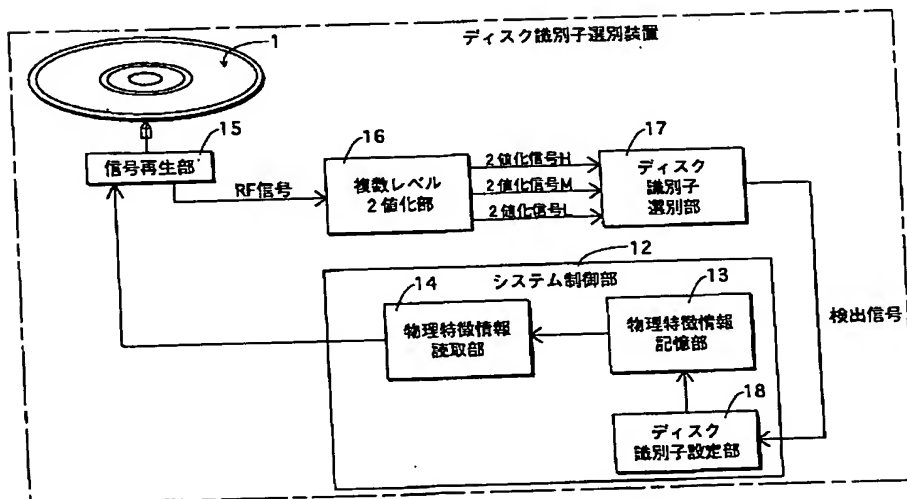 ディスク識別子選別装置
1
15
信号再生部
RF信号
16
複数レベル
2値化部
2値化信号H
2値化信号M
2値化信号L
17
ディスク
識別子
選別部
12
システム制御部
14
物理特徴情報
読取部
13
物理特徴情報
記憶部
検出信号
18
ディスク
識別子設定部